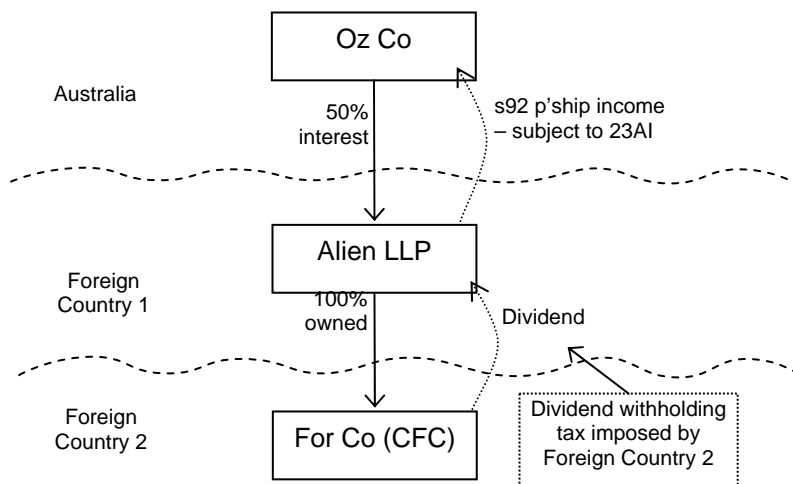 Oz Co
Australia
50%
interest
s92 p'ship income
– subject to 23AI
Alien LLP
Foreign
Country 1
100%
owned
Dividend
Foreign
Country 2
For Co (CFC)
Dividend withholding
tax imposed by
Foreign Country 2